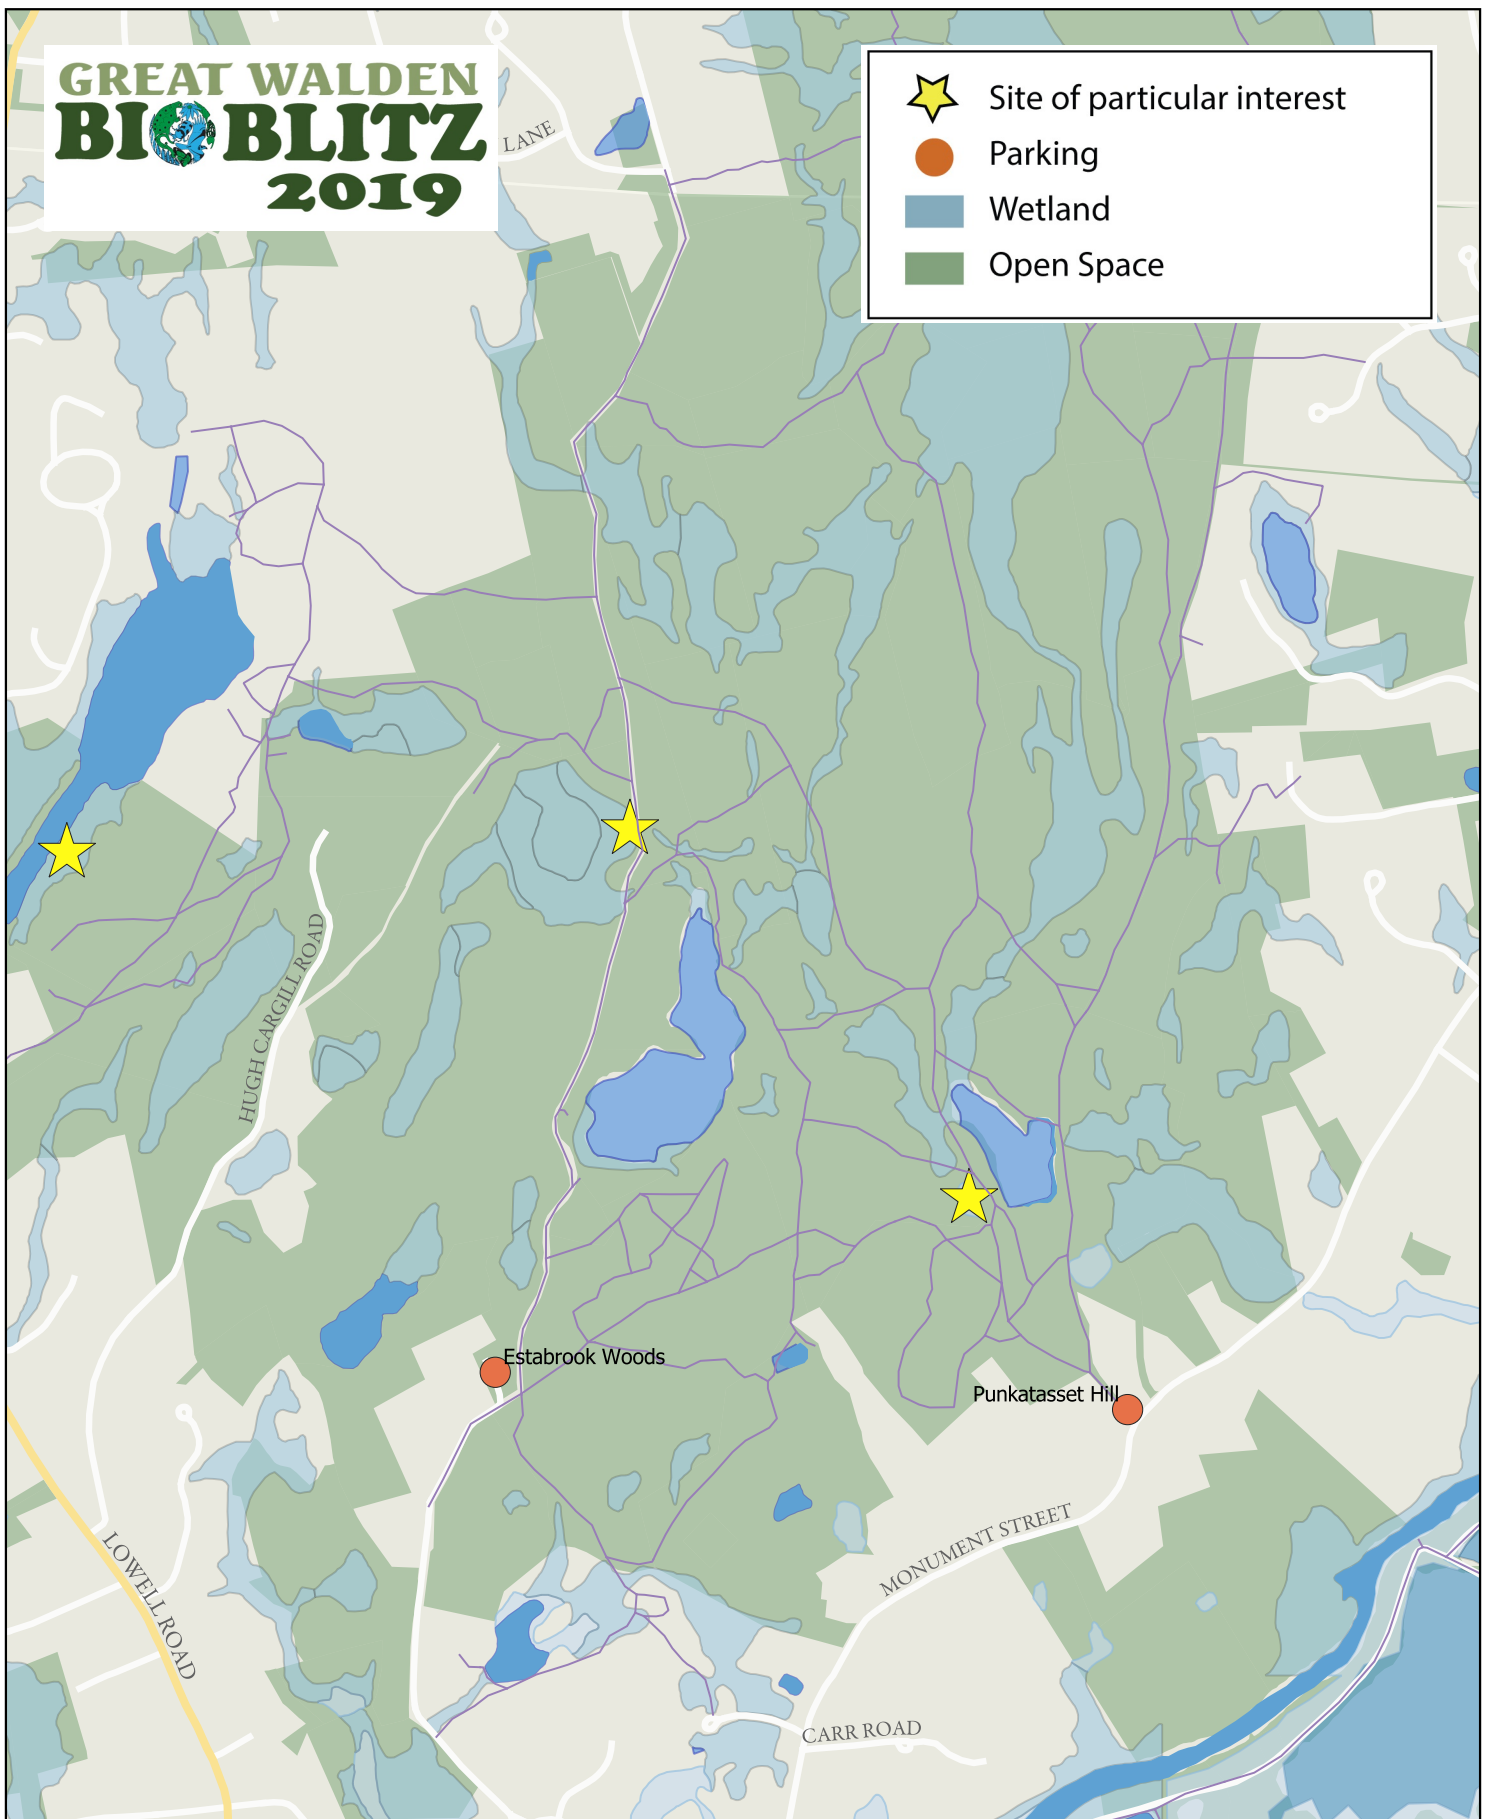 GREAT WALDEN
BIOBLITZ
2019
LANE
Site of particular interest
Parking
Wetland
Open Space
HUGH CARGILL ROAD
Estabrook Woods
Punkatasset Hill
MONUMENT STREET
LOWELL ROAD
CARR ROAD